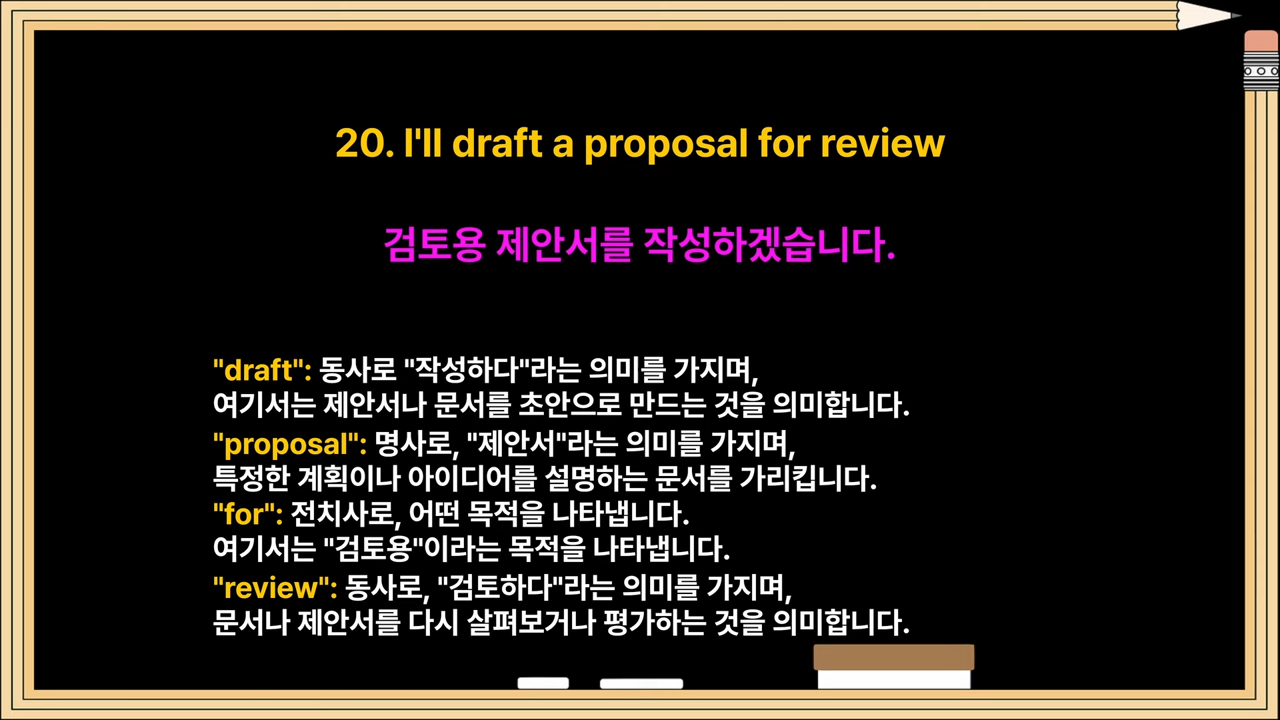 20. I'll draft a proposal for review
검토용 제안서를 작성하겠습니다.
"draft": 동사로 "작성하다"라는 의미를 가지며,
여기서는 제안서나 문서를 초안으로 만드는 것을 의미합니다.
"proposal": 명사로, "제안서"라는 의미를 가지며,
특정한 계획이나 아이디어를 설명하는 문서를 가리킵니다.
"for": 전치사로, 어떤 목적을 나타냅니다.
여기서는 "검토용"이라는 목적을 나타냅니다.
"review": 동사로, "검토하다"라는 의미를 가지며,
문서나 제안서를 다시 살펴보거나 평가하는 것을 의미합니다.